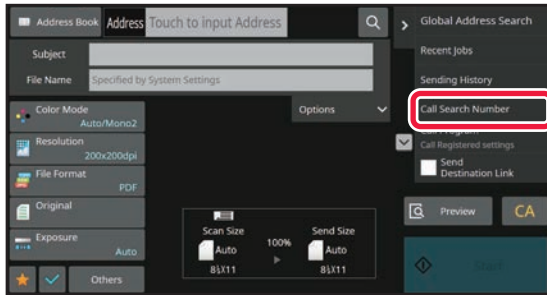 Address Book
Address
Touch to input Address
Global Address Search
Subject
Recent Jobs
File Name
Specified by System Settings
Sending History
Color Mode
Auto/Mono2
Options
Call Search Number
Resolution
200x200dpi
Call Program
Call Registered settings
File Format
PDF
Send
Destination Link
Original
Scan Size
Send Size
Preview
CA
Exposure
Auto
Auto
100%
Auto
8½X11
8½X11
Others
Start